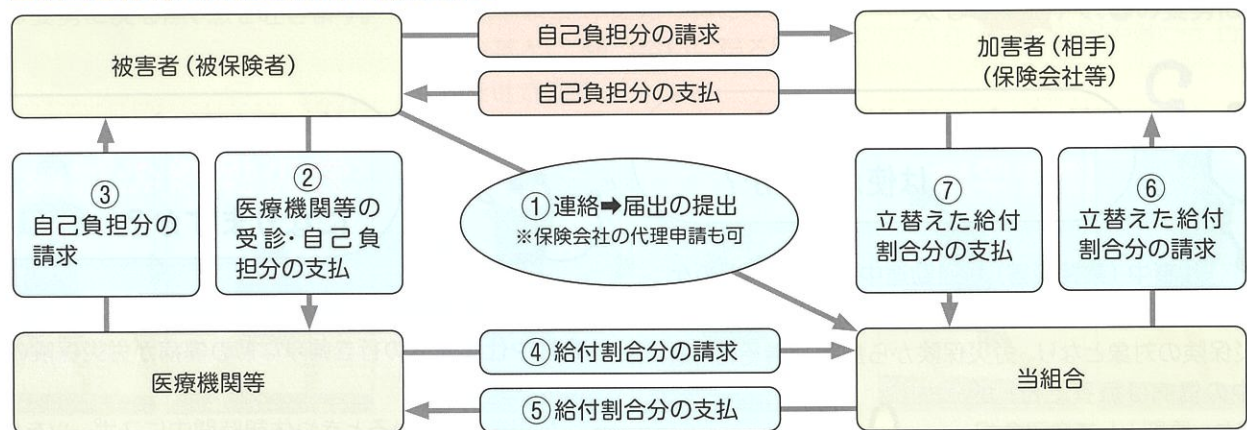 被害者（被保険者）
自己負担分の請求
自己負担分の支払
加害者（相手）
（保険会社等）
③
自己負担分の
請求
②
医療機関等の
受診・自己負
担分の支払
①連絡➡届出の提出
※保険会社の代理申請も可
⑦
立替えた給付
割合分の支払
⑥
立替えた給付
割合分の請求
医療機関等
④給付割合分の請求
⑤給付割合分の支払
当組合